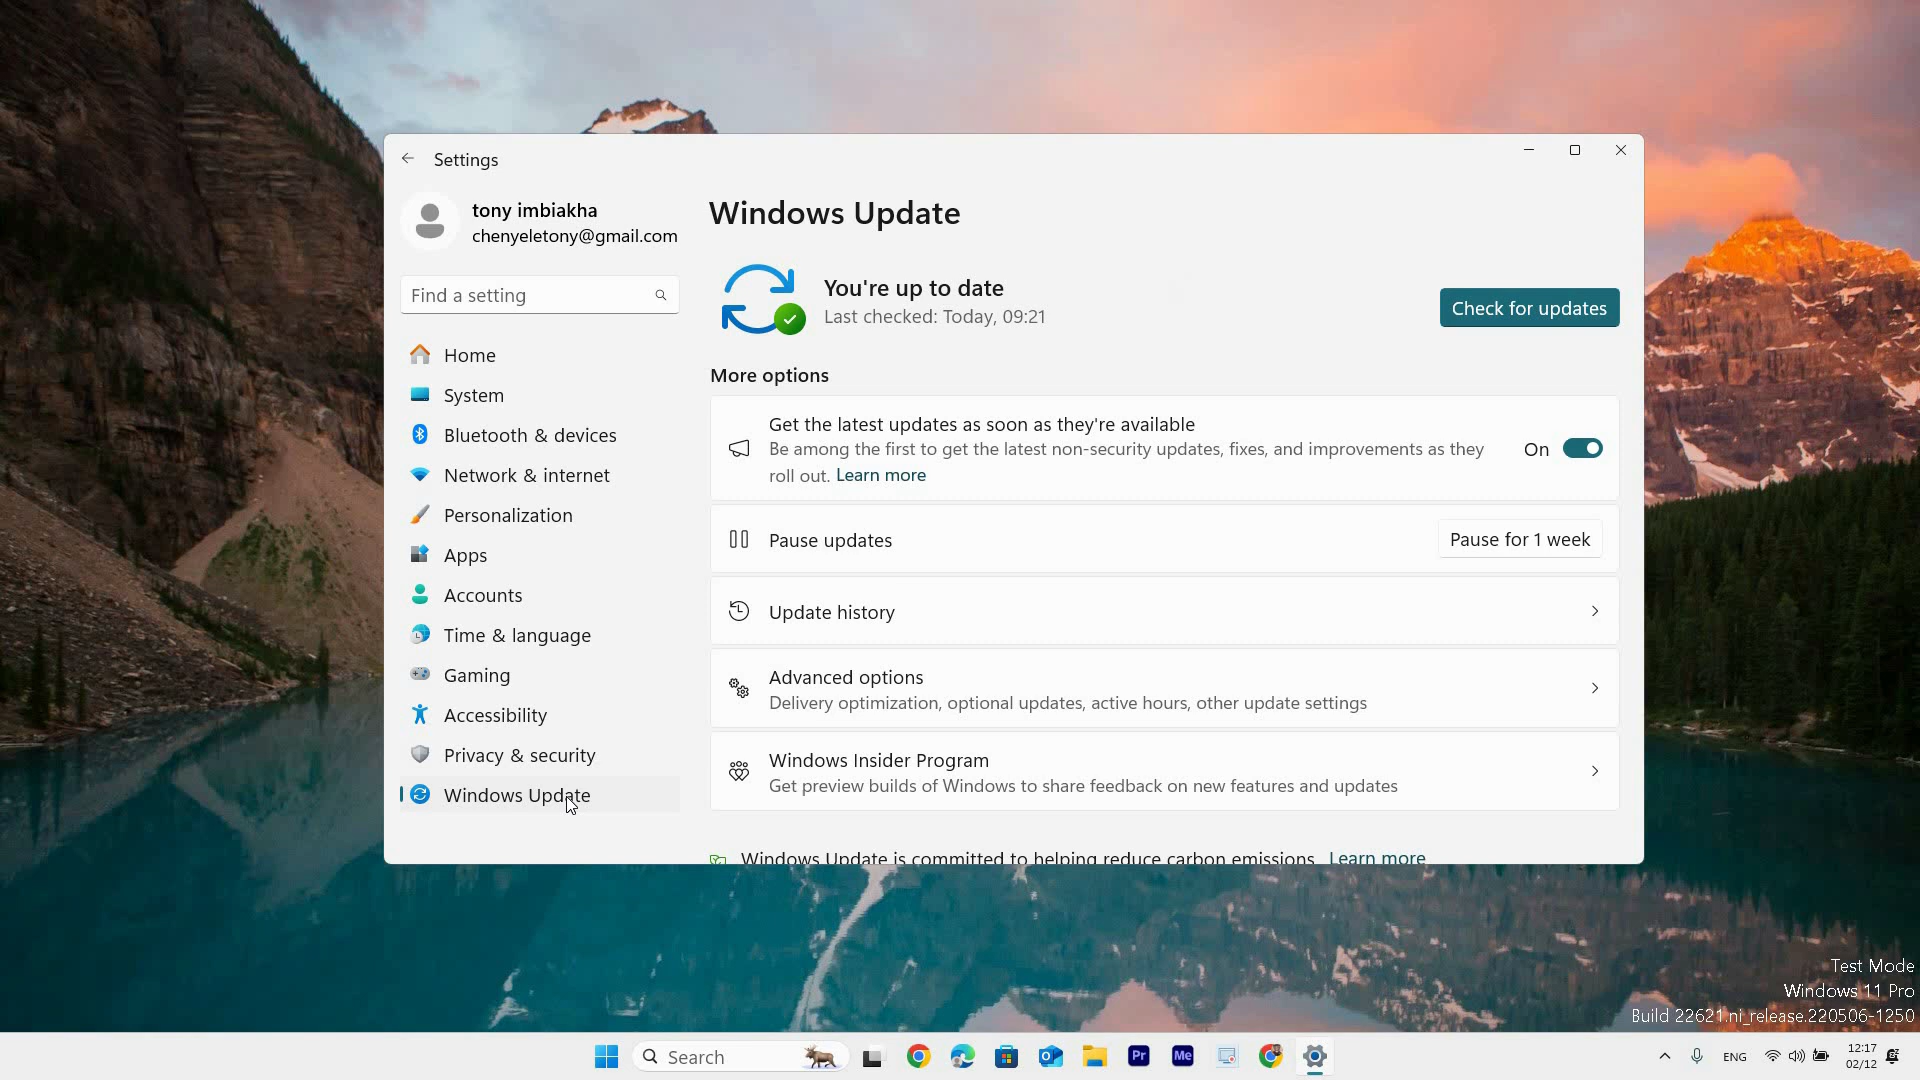 Settings
tony imbiakha
chenyeletony@gmail.com
Find a setting
Home
System
Bluetooth & devices
Network & internet
Personalization
Apps
Accounts
Time & language
Gaming
Accessibility
Privacy & security
Windows Update
Windows Update
You're up to date
Last checked: Today, 09:21
Check for updates
More options
Get the latest updates as soon as they're available
Be among the first to get the latest non-security updates, fixes, and improvements as they
roll out. Learn more
On
Pause updates
Pause for 1 week
Update history
Advanced options
Delivery optimization, optional updates, active hours, other update settings
Windows Insider Program
Get preview builds of Windows to share feedback on new features and updates
Windows Update is committed to helping reduce carbon emissions. Learn more
Test Mode
Windows 11 Pro
Build 22621.ni_release.220506-1250
Search
Pr
Me
ENG
12:17
02/12